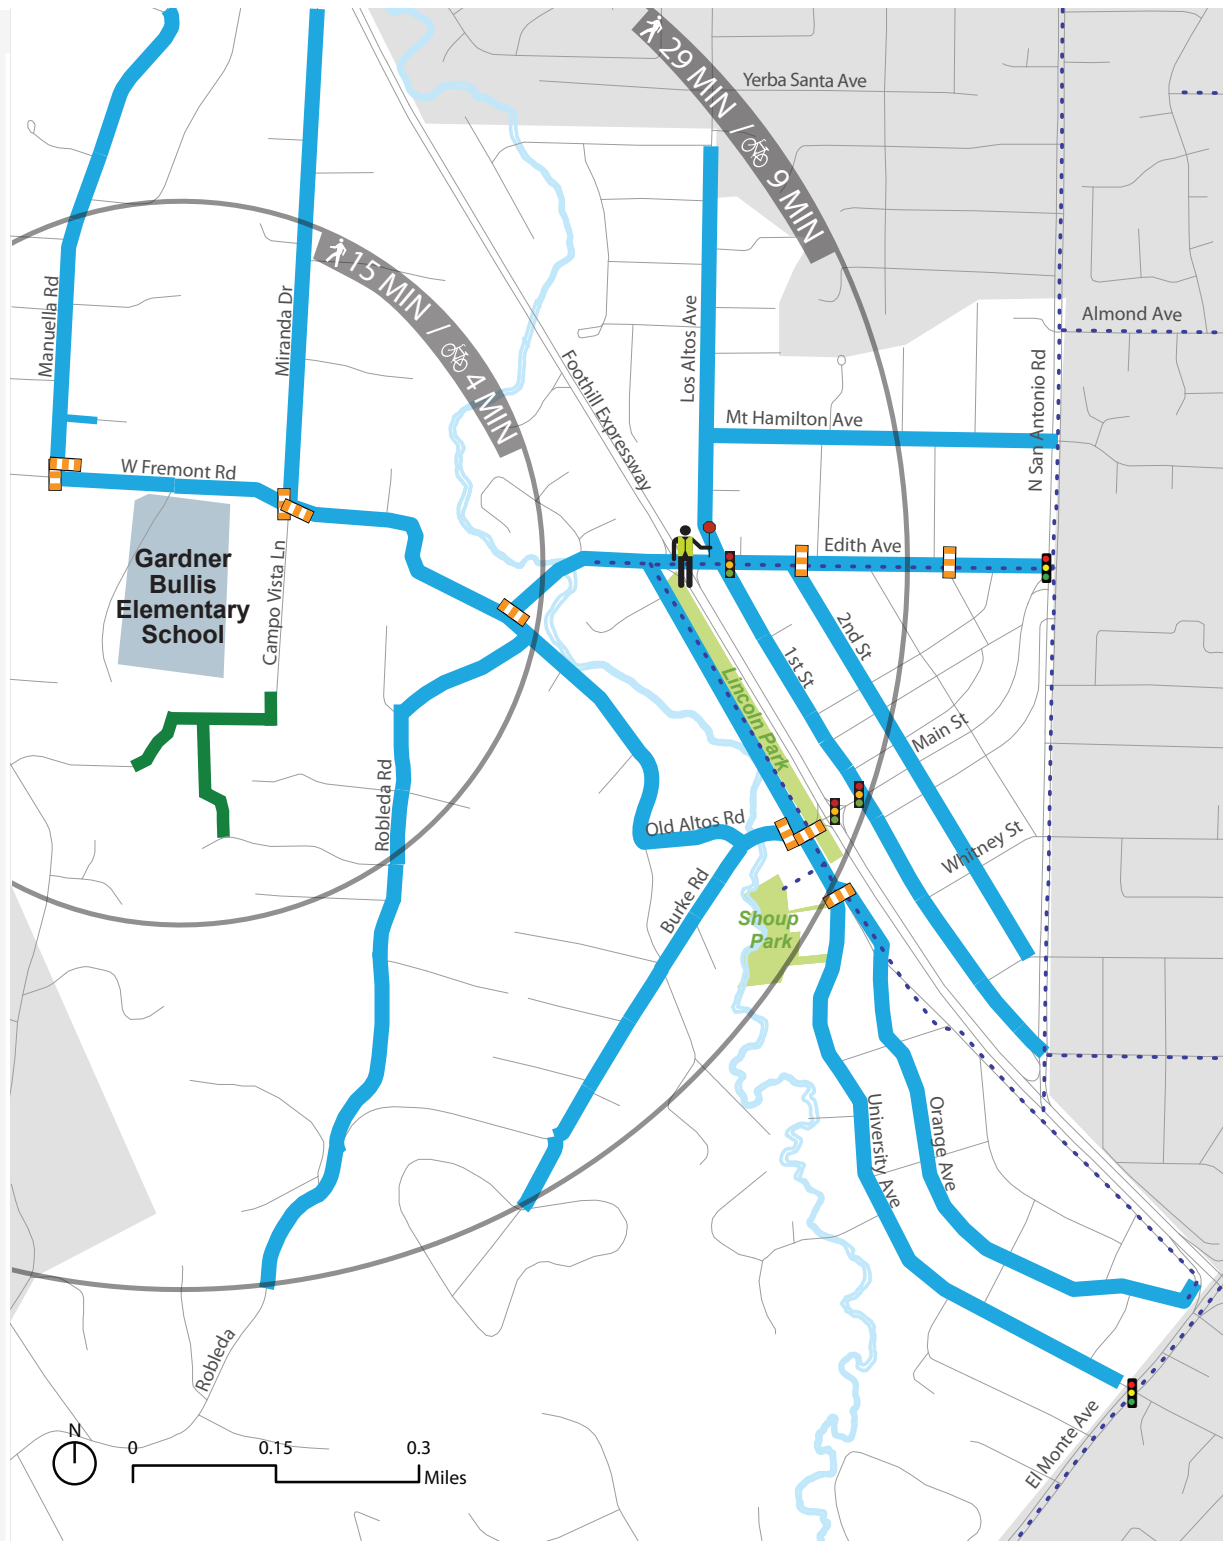 Yerba Santa Ave
29 MIN / 9 MIN
15 MIN / 4 MIN
Manuella Rd
Miranda Dr
Foothill Expressway
Los Altos Ave
Almond Ave
N San Antonio Rd
Mt Hamilton Ave
W Fremont Rd
Edith Ave
Gardner
Bullis
Elementary
School
Campo Vista Ln
2nd St
1st St
Lincoln Park
Main St
Robleda Rd
Old Altos Rd
Whitney St
Burke Rd
Shoup
Park
University Ave
Orange Ave
Robleda
El Monte Ave
N
0 0.15 0.3
Miles